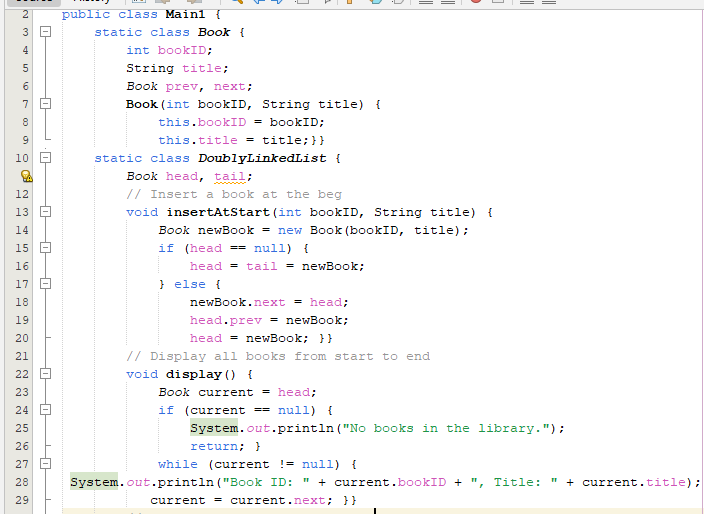 Source History
2 public class Main1 {
3 static class Book {
4 int bookID;
5 String title;
6 Book prev, next;
7 Book(int bookID, String title) {
8 this.bookID = bookID;
9 this.title = title;}}
10 static class DoublyLinkedList {
Book head, tail;
12 // Insert a book at the beg
13 void insertAtStart(int bookID, String title) {
14 Book newBook = new Book(bookID, title);
15 if (head == null) {
16 head = tail = newBook;
17 } else {
18 newBook.next = head;
19 head.prev = newBook;
20 head = newBook; }}
21 // Display all books from start to end
22 void display() {
23 Book current = head;
24 if (current == null) {
25 System.out.println("No books in the library.");
26 return; }
27 while (current != null) {
28 System.out.println("Book ID: " + current.bookID + ", Title: " + current.title);
29 current = current.next; }}